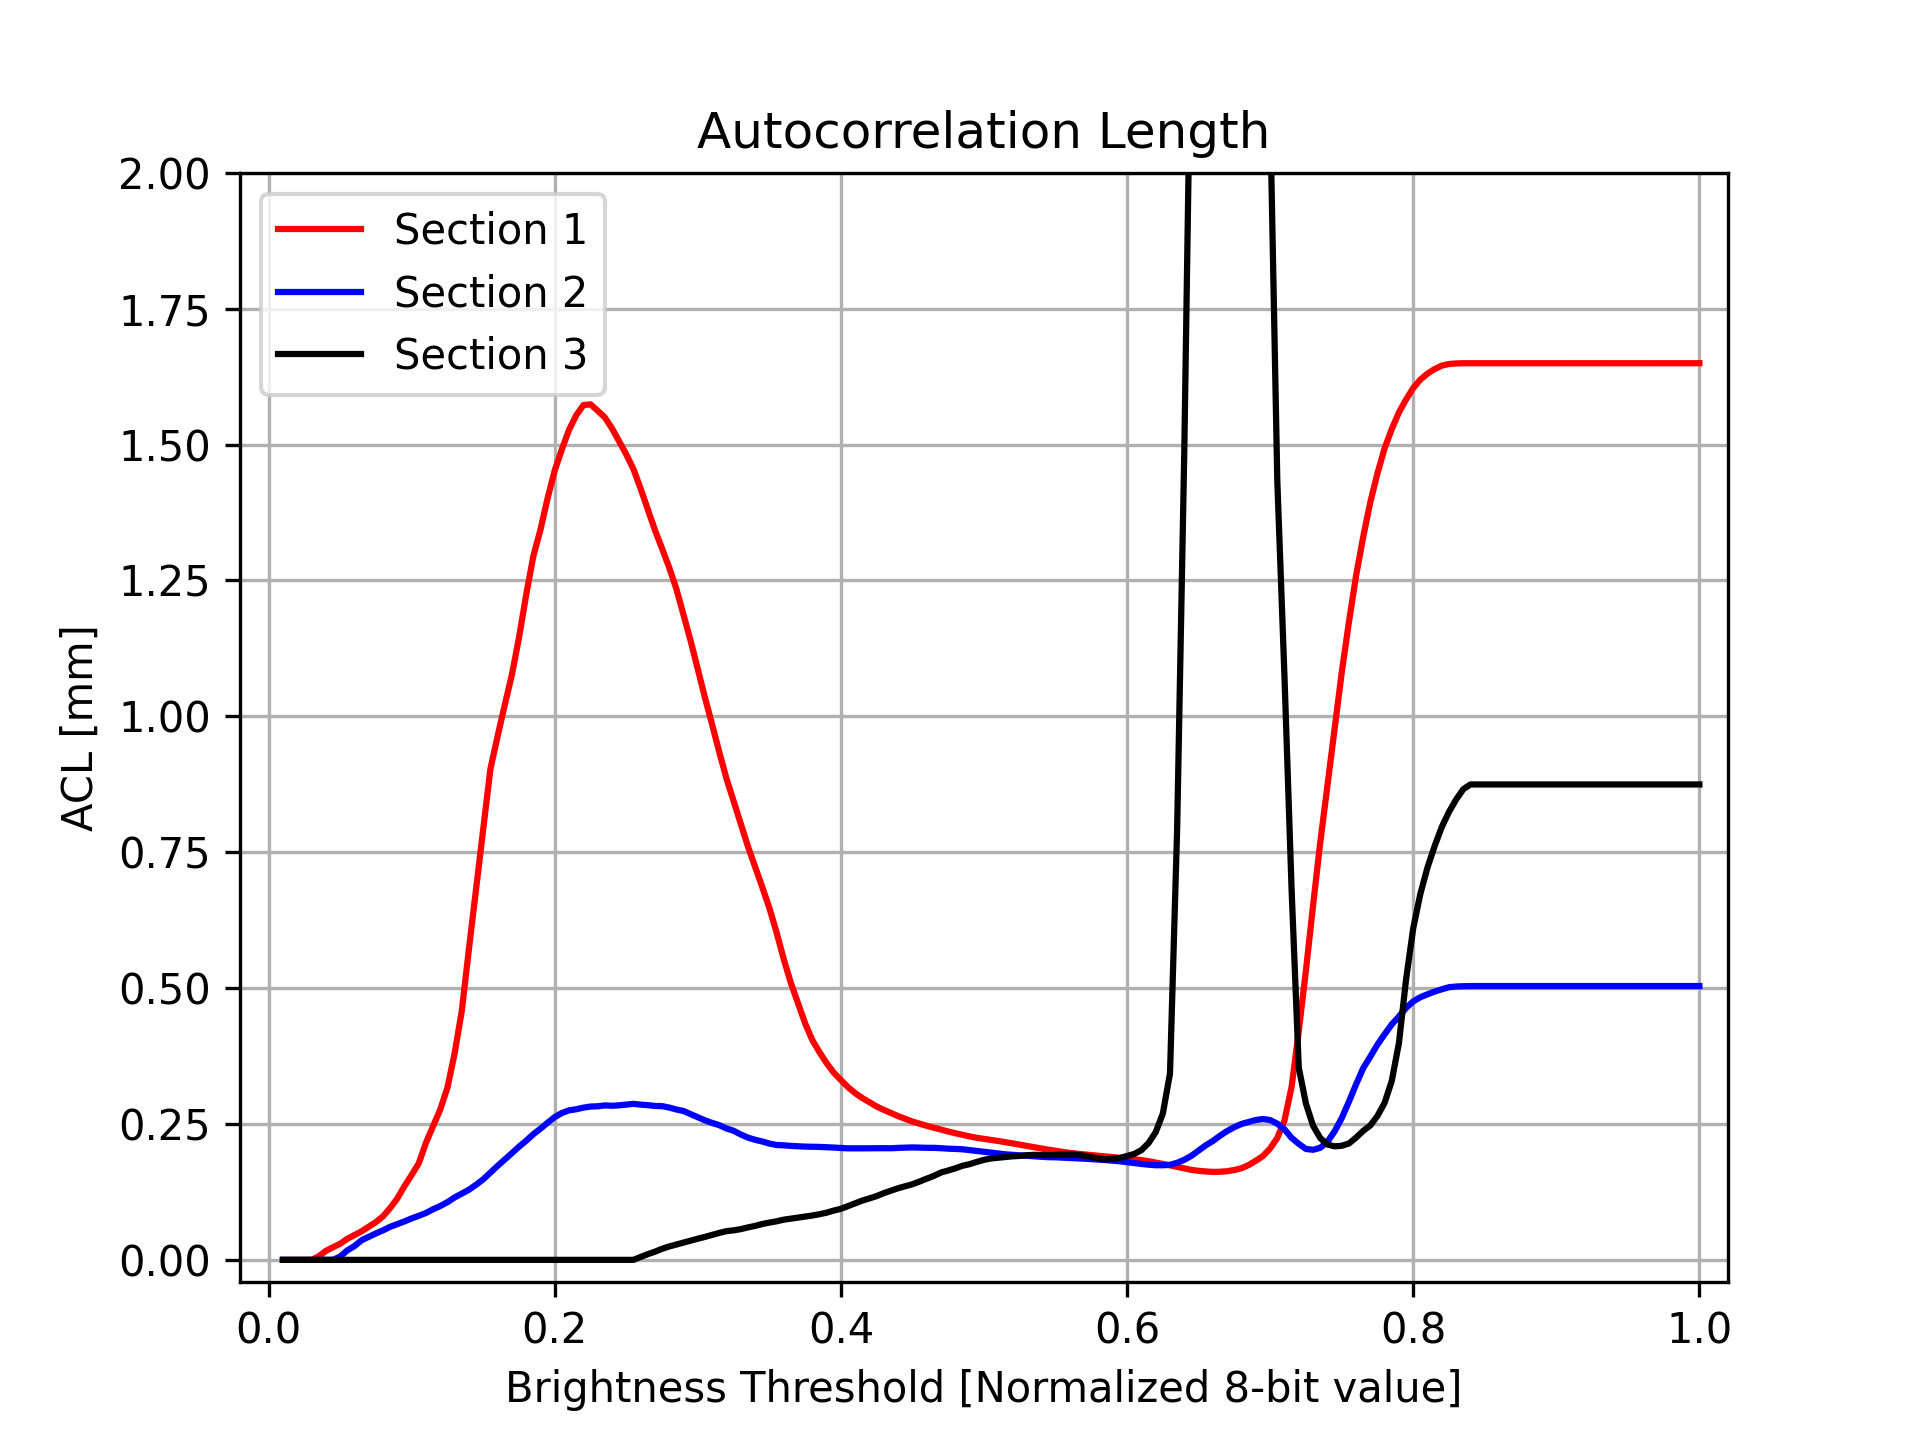 Autocorrelation Length
2.00
1.75
1.50
1.25
1.00
0.75
0.50
0.25
0.00
ACL [mm]
Section 1
Section 2
Section 3
0.0 0.2 0.4 0.6 0.8 1.0
Brightness Threshold [Normalized 8-bit value]